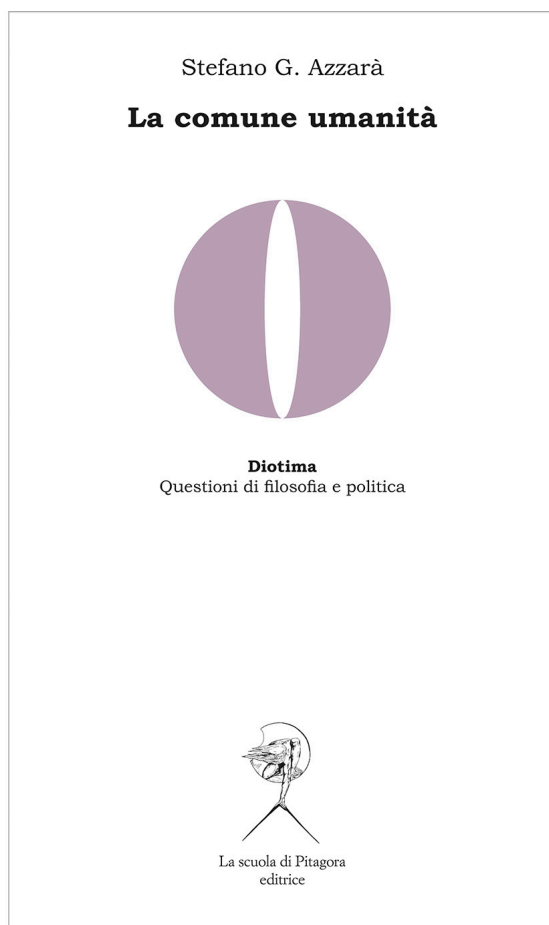 Stefano G. Azzarà
La comune umanità
Diotima
Questioni di filosofia e politica
La scuola di Pitagora
editrice